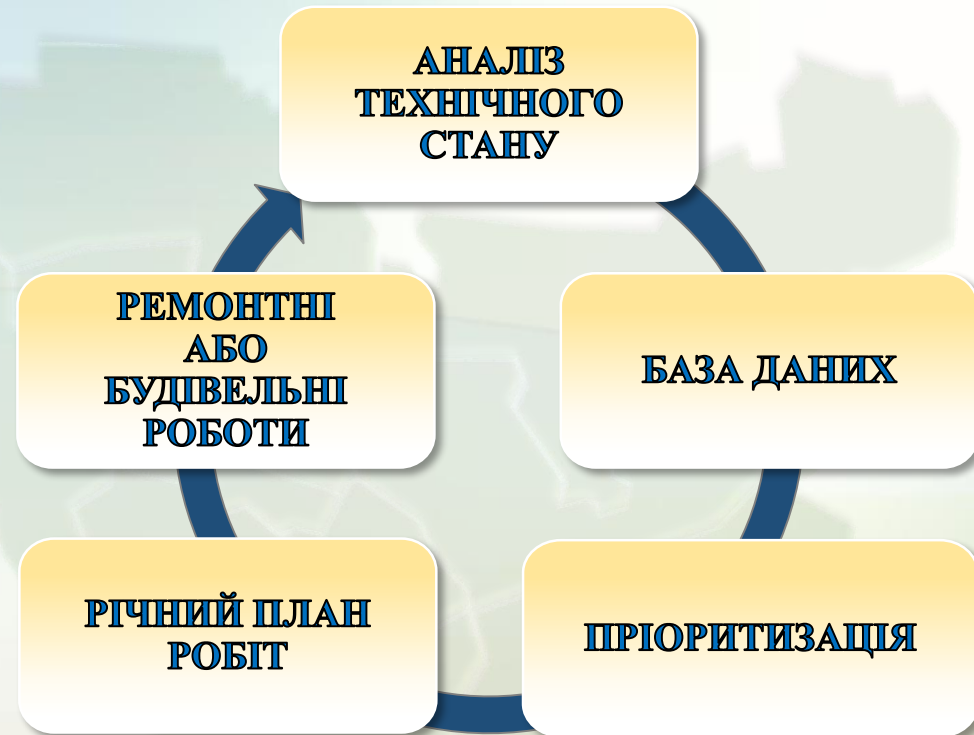 АНАЛІЗ
ТЕХНІЧНОГО
СТАНУ
БАЗА ДАНИХ
ПРІОРИТИЗАЦІЯ
РІЧНИЙ ПЛАН
РОБІТ
РЕМОНТНІ
АБО
БУДІВЕЛЬНІ
РОБОТИ